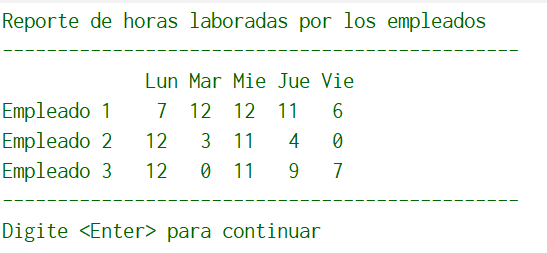 Reporte de horas laboradas por los empleados
-----------------------------------------------
             Lun Mar Mie Jue Vie
Empleado 1    7  12  12  11   6
Empleado 2   12   3  11   4   0
Empleado 3   12   0  11   9   7
-----------------------------------------------
Digite <Enter> para continuar